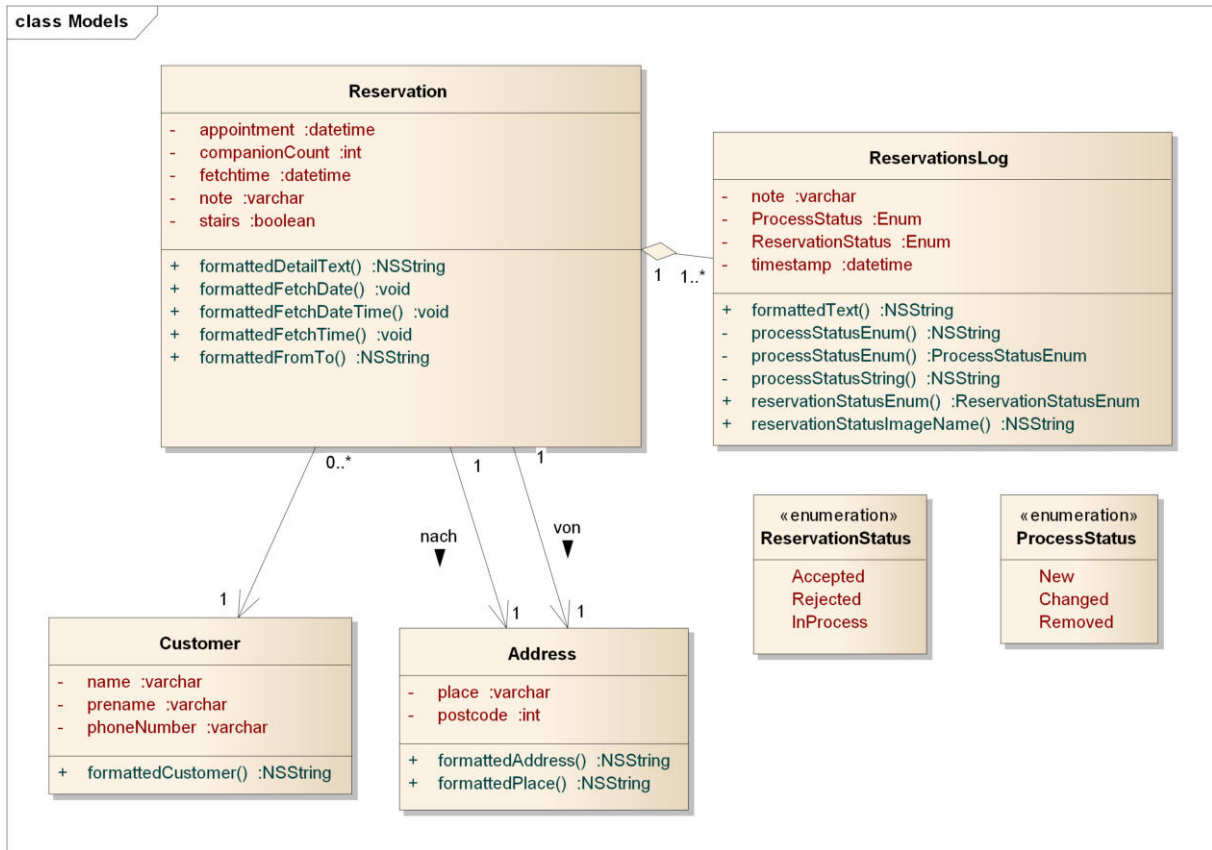 class Models
Reservation
- appointment :datetime
- companionCount :int
- fetchtime :datetime
- note :varchar
- stairs :boolean
+ formattedDetailText() :NSString
+ formattedFetchDate() :void
+ formattedFetchDateTime() :void
+ formattedFetchTime() :void
+ formattedFromTo() :NSString
ReservationsLog
- note :varchar
- ProcessStatus :Enum
- ReservationStatus :Enum
- timestamp :datetime
+ formattedText() :NSString
- processStatusEnum() :NSString
- processStatusEnum() :ProcessStatusEnum
- processStatusString() :NSString
+ reservationStatusEnum() :ReservationStatusEnum
+ reservationStatusImageName() :NSString
1
1..*
0..*
1
1
nach
von
1
1
1
Customer
- name :varchar
- prename :varchar
- phoneNumber :varchar
+ formattedCustomer() :NSString
Address
- place :varchar
- postcode :int
+ formattedAddress() :NSString
+ formattedPlace() :NSString
«enumeration»
ReservationStatus
Accepted
Rejected
InProcess
«enumeration»
ProcessStatus
New
Changed
Removed